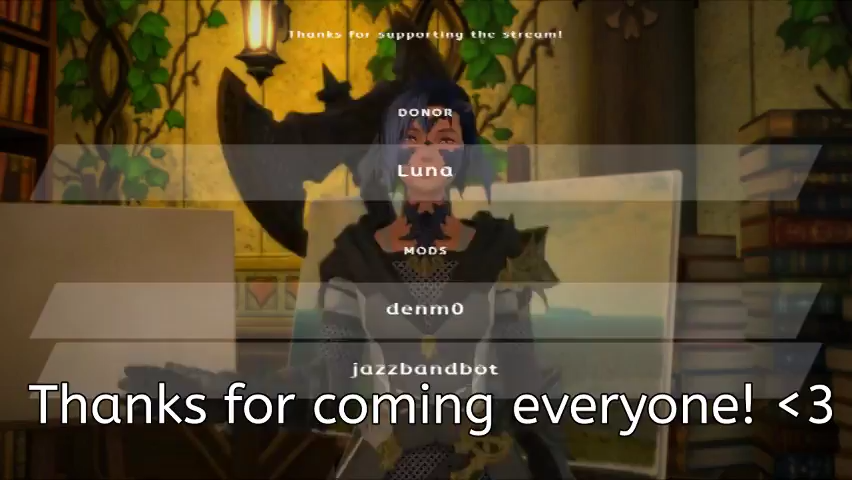 Thanks for supporting the stream!
DONOR
Luna
MODS
denm0
jazzbandbot
Thanks for coming everyone! <3